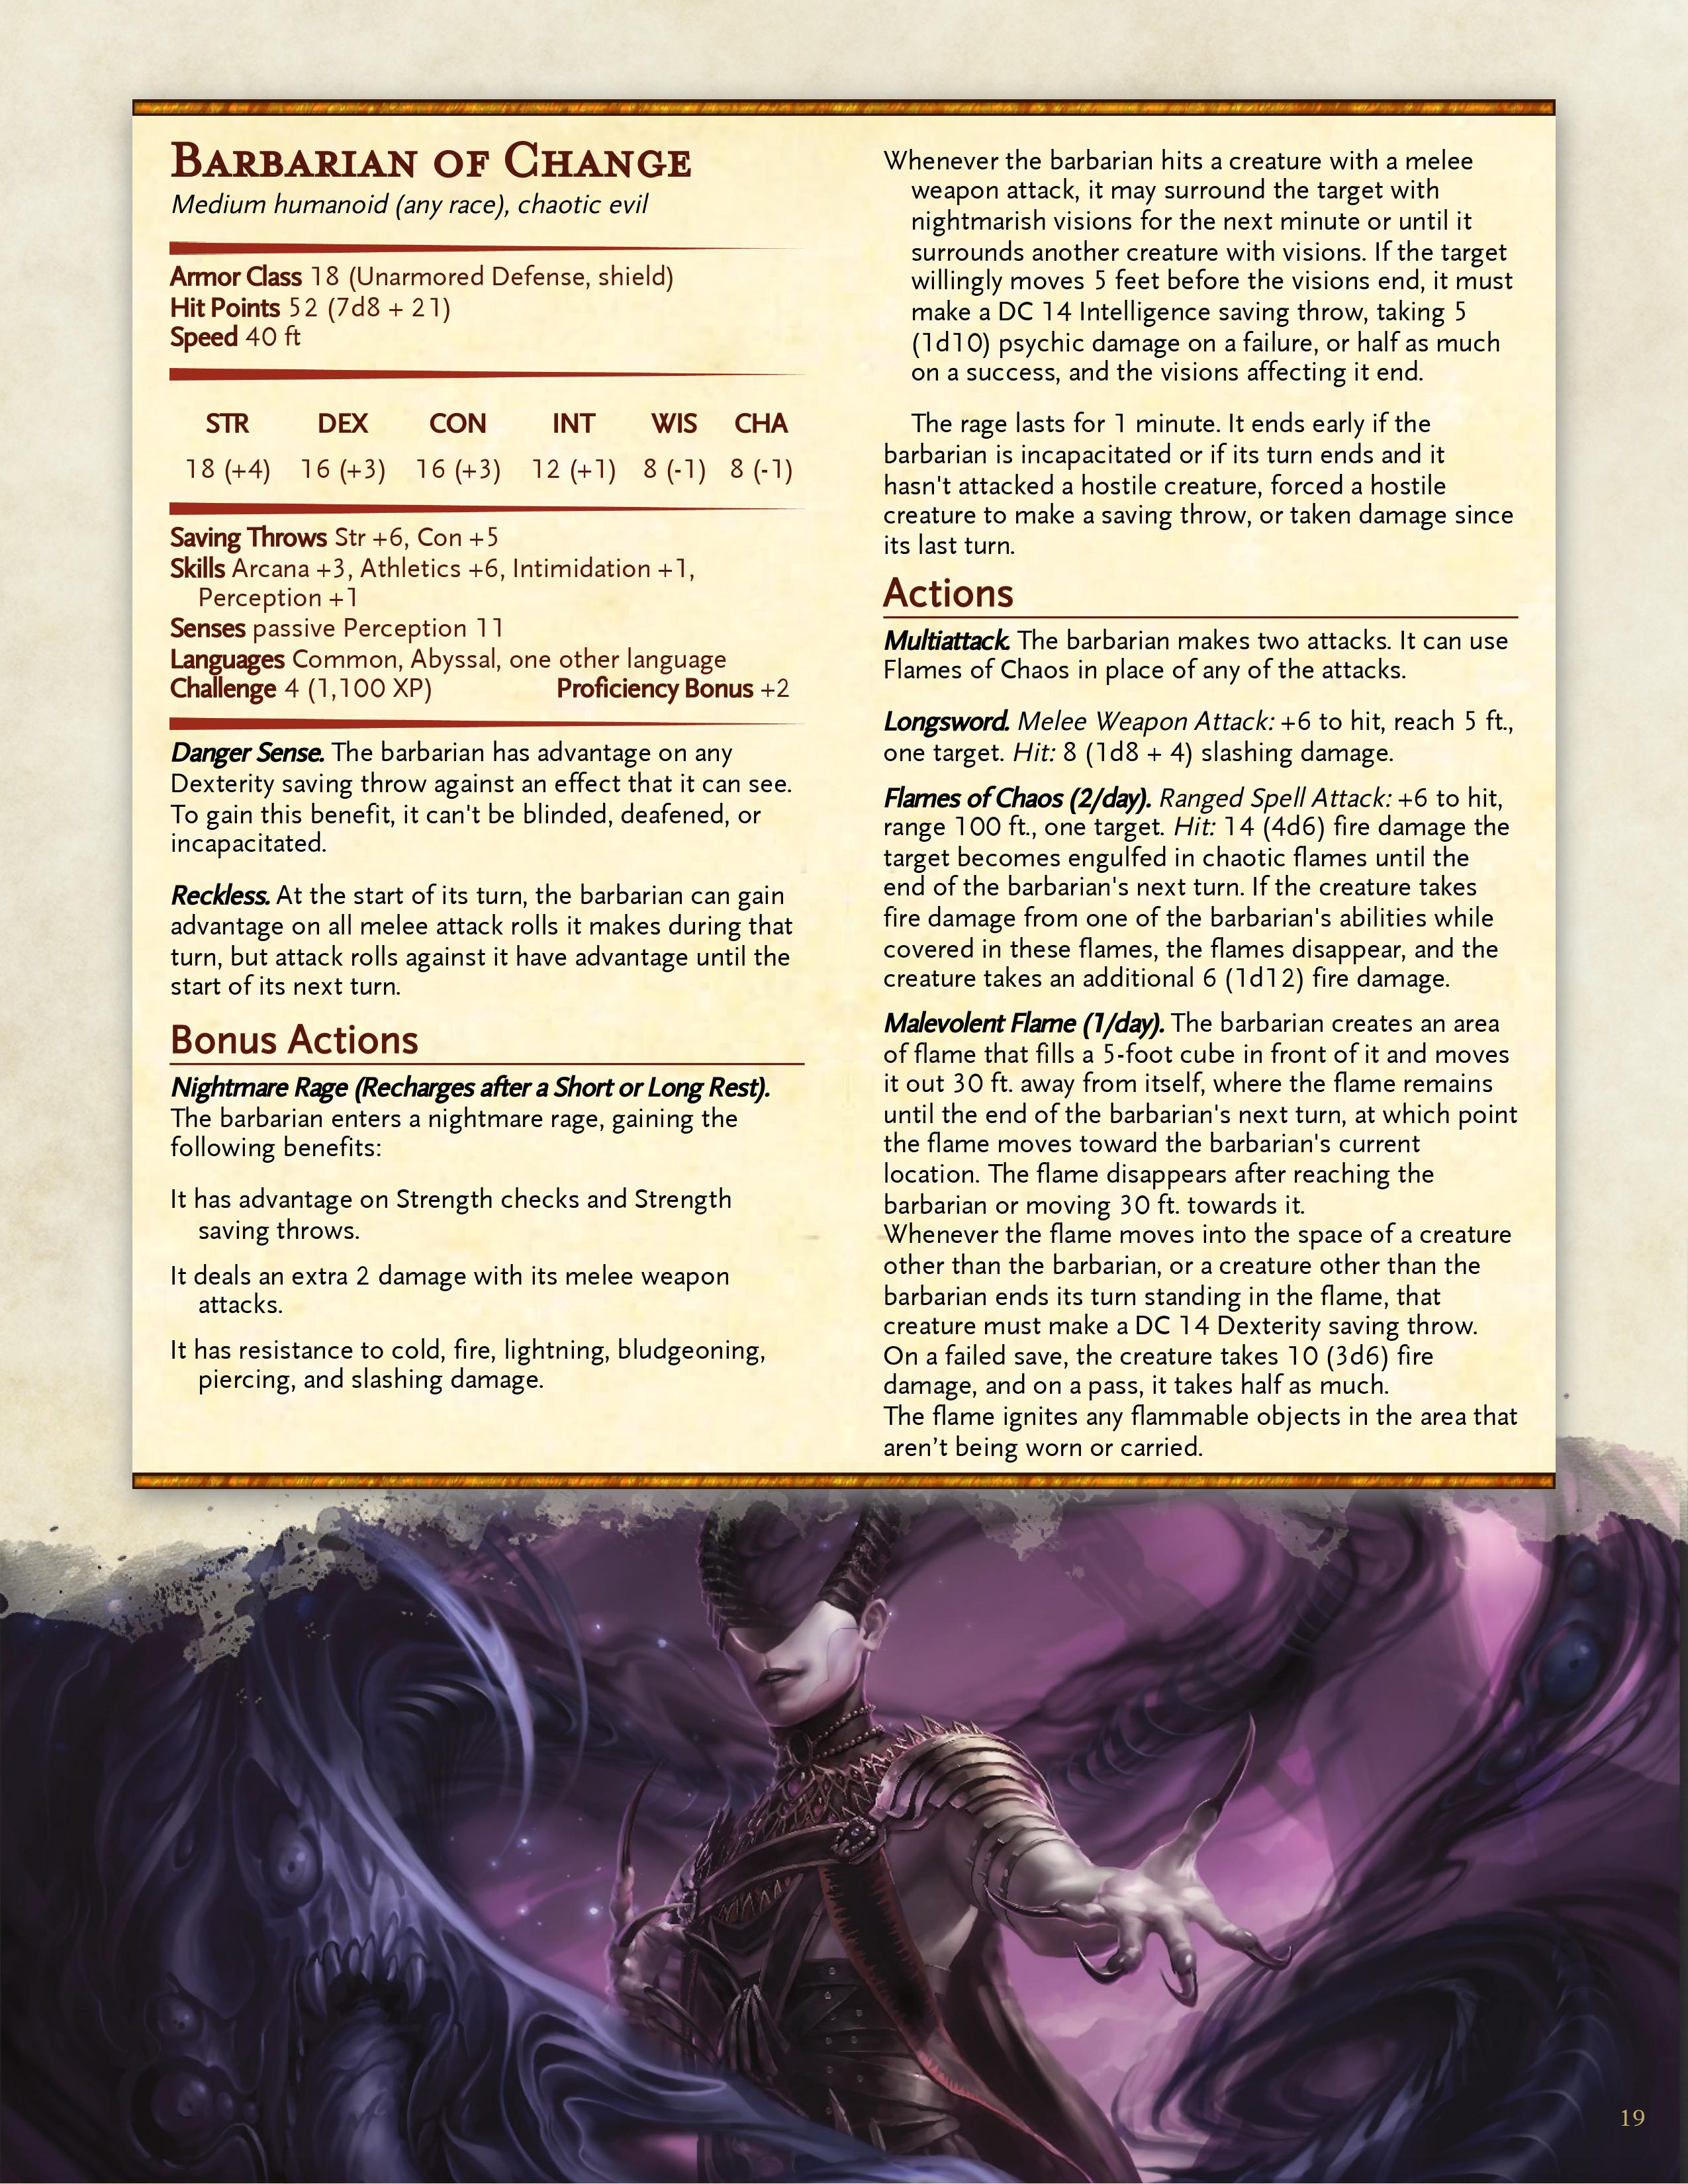 Barbarian of Change
Medium humanoid (any race), chaotic evil
Armor Class 18 (Unarmored Defense, shield)
Hit Points 52 (7d8 + 21)
Speed 40 ft
STR DEX CON INT WIS CHA
18 (+4) 16 (+3) 16 (+3) 12 (+1) 8 (-1) 8 (-1)
Saving Throws Str +6, Con +5
Skills Arcana +3, Athletics +6, Intimidation +1,
Perception +1
Senses passive Perception 11
Languages Common, Abyssal, one other language
Challenge 4 (1,100 XP) Proficiency Bonus +2
Danger Sense. The barbarian has advantage on any
Dexterity saving throw against an effect that it can see.
To gain this benefit, it can't be blinded, deafened, or
incapacitated.
Reckless. At the start of its turn, the barbarian can gain
advantage on all melee attack rolls it makes during that
turn, but attack rolls against it have advantage until the
start of its next turn.
Bonus Actions
Nightmare Rage (Recharges after a Short or Long Rest).
The barbarian enters a nightmare rage, gaining the
following benefits:
It has advantage on Strength checks and Strength
saving throws.
It deals an extra 2 damage with its melee weapon
attacks.
It has resistance to cold, fire, lightning, bludgeoning,
piercing, and slashing damage.
Whenever the barbarian hits a creature with a melee
weapon attack, it may surround the target with
nightmarish visions for the next minute or until it
surrounds another creature with visions. If the target
willingly moves 5 feet before the visions end, it must
make a DC 14 Intelligence saving throw, taking 5
(1d10) psychic damage on a failure, or half as much
on a success, and the visions affecting it end.
The rage lasts for 1 minute. It ends early if the
barbarian is incapacitated or if its turn ends and it
hasn't attacked a hostile creature, forced a hostile
creature to make a saving throw, or taken damage since
its last turn.
Actions
Multiattack. The barbarian makes two attacks. It can use
Flames of Chaos in place of any of the attacks.
Longsword. Melee Weapon Attack: +6 to hit, reach 5 ft.,
one target. Hit: 8 (1d8 + 4) slashing damage.
Flames of Chaos (2/day). Ranged Spell Attack: +6 to hit,
range 100 ft., one target. Hit: 14 (4d6) fire damage the
target becomes engulfed in chaotic flames until the
end of the barbarian's next turn. If the creature takes
fire damage from one of the barbarian's abilities while
covered in these flames, the flames disappear, and the
creature takes an additional 6 (1d12) fire damage.
Malevolent Flame (1/day). The barbarian creates an area
of flame that fills a 5-foot cube in front of it and moves
it out 30 ft. away from itself, where the flame remains
until the end of the barbarian's next turn, at which point
the flame moves toward the barbarian's current
location. The flame disappears after reaching the
barbarian or moving 30 ft. towards it.
Whenever the flame moves into the space of a creature
other than the barbarian, or a creature other than the
barbarian ends its turn standing in the flame, that
creature must make a DC 14 Dexterity saving throw.
On a failed save, the creature takes 10 (3d6) fire
damage, and on a pass, it takes half as much.
The flame ignites any flammable objects in the area that
aren’t being worn or carried.
19